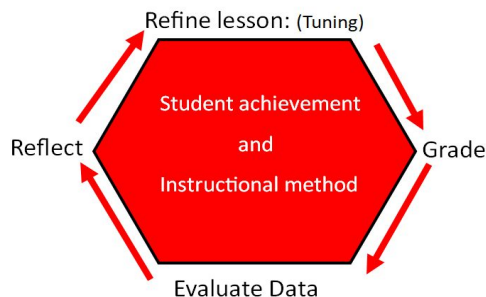 Refine lesson: (Tuning)
Student achievement
and
Instructional method
Reflect
Grade
Evaluate Data